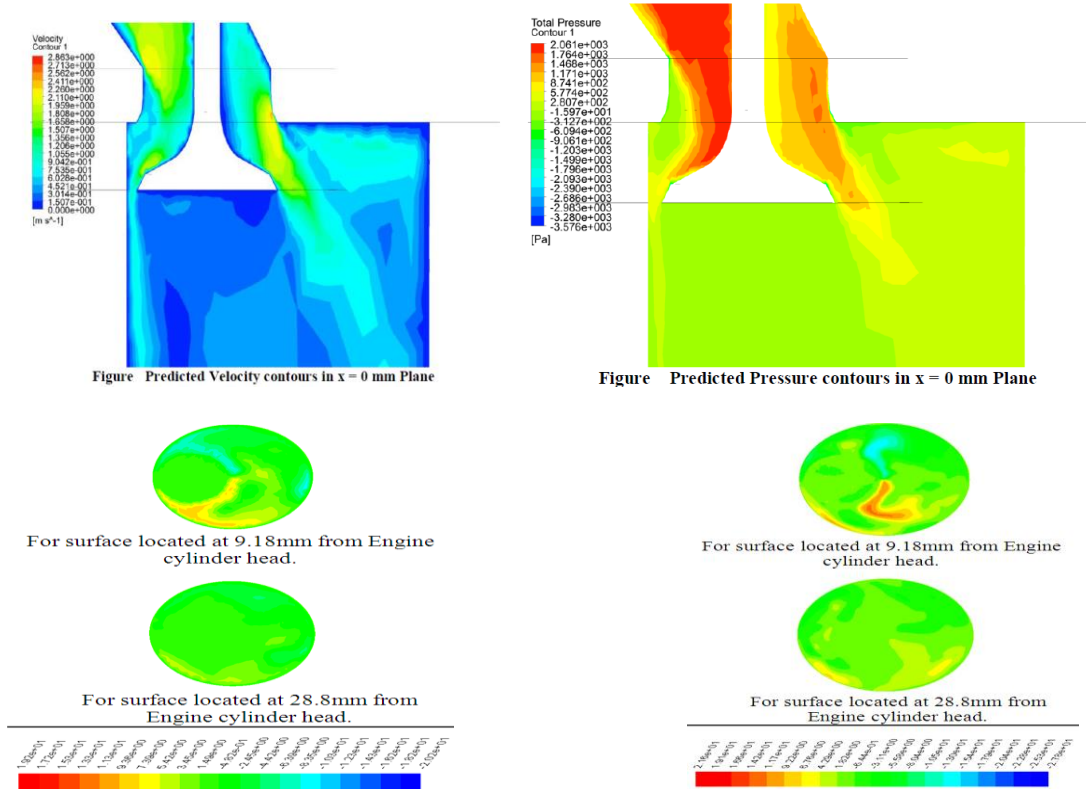 Velocity
Contour 1
2.863e+000
2.713e+000
2.562e+000
2.411e+000
2.260e+000
2.110e+000
1.959e+000
1.808e+000
1.658e+000
1.507e+000
1.356e+000
1.206e+000
1.055e+000
9.042e-001
7.535e-001
6.028e-001
4.521e-001
3.014e-001
1.507e-001
0.000e+000
[m s^-1]
Figure Predicted Velocity contours in x = 0 mm Plane
Total Pressure
Contour 1
2.061e+003
1.764e+003
1.468e+003
1.171e+003
8.741e+002
5.774e+002
2.807e+002
-1.597e+001
-3.127e+002
-6.094e+002
-9.061e+002
-1.203e+003
-1.499e+003
-1.796e+003
-2.093e+003
-2.390e+003
-2.686e+003
-2.983e+003
-3.280e+003
-3.576e+003
[Pa]
Figure Predicted Pressure contours in x = 0 mm Plane
For surface located at 9.18mm from Engine
cylinder head.
For surface located at 28.8mm from
Engine cylinder head.
For surface located at 9.18mm from Engine
cylinder head.
For surface located at 28.8mm from
Engine cylinder head.